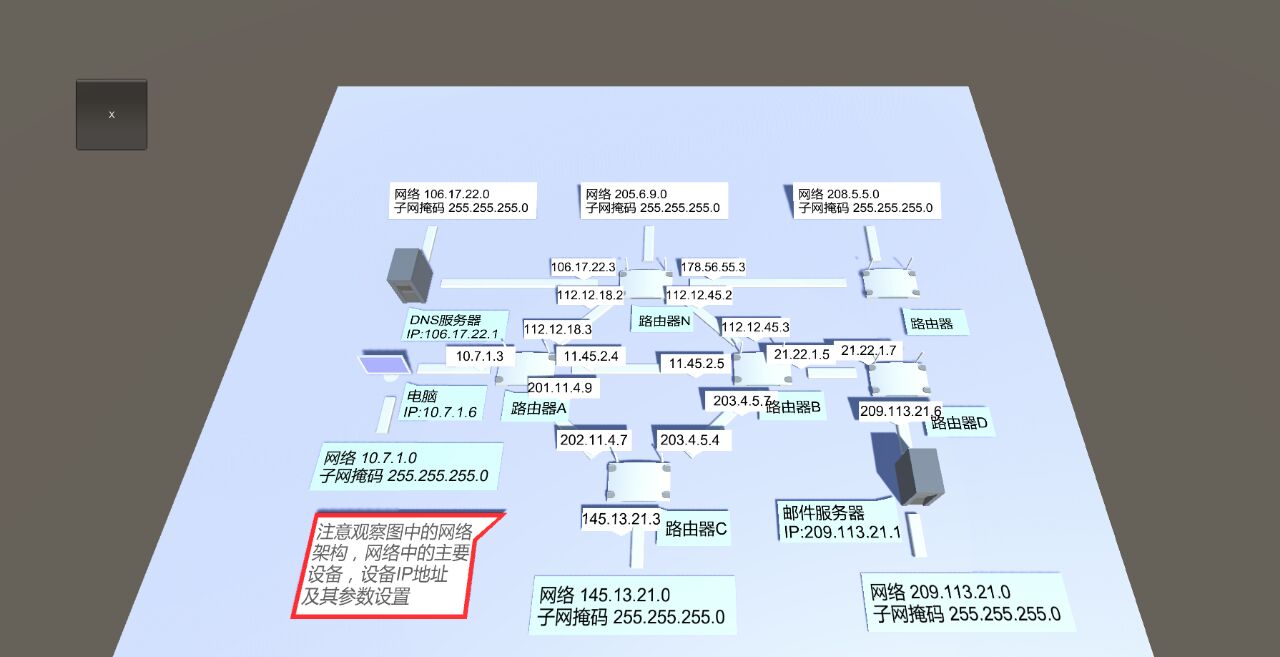 x
网络 106.17.22.0
子网掩码 255.255.255.0
网络 205.6.9.0
子网掩码 255.255.255.0
网络 208.5.5.0
子网掩码 255.255.255.0
106.17.22.3
178.56.55.3
112.12.18.2
112.12.45.2
DNS服务器
IP:106.17.22.1
112.12.18.3
路由器N
112.12.45.3
路由器
10.7.1.3
11.45.2.4
11.45.2.5
21.22.1.5
21.22.1.7
201.11.4.9
电脑
IP:10.7.1.6
路由器A
203.4.5.7
路由器B
209.113.21.6
路由器D
202.11.4.7
203.4.5.4
网络 10.7.1.0
子网掩码 255.255.255.0
145.13.21.3
路由器C
邮件服务器
IP:209.113.21.1
注意观察图中的网络
架构，网络中的主要
设备，设备IP地址
及其参数设置
网络 145.13.21.0
子网掩码 255.255.255.0
网络 209.113.21.0
子网掩码 255.255.255.0